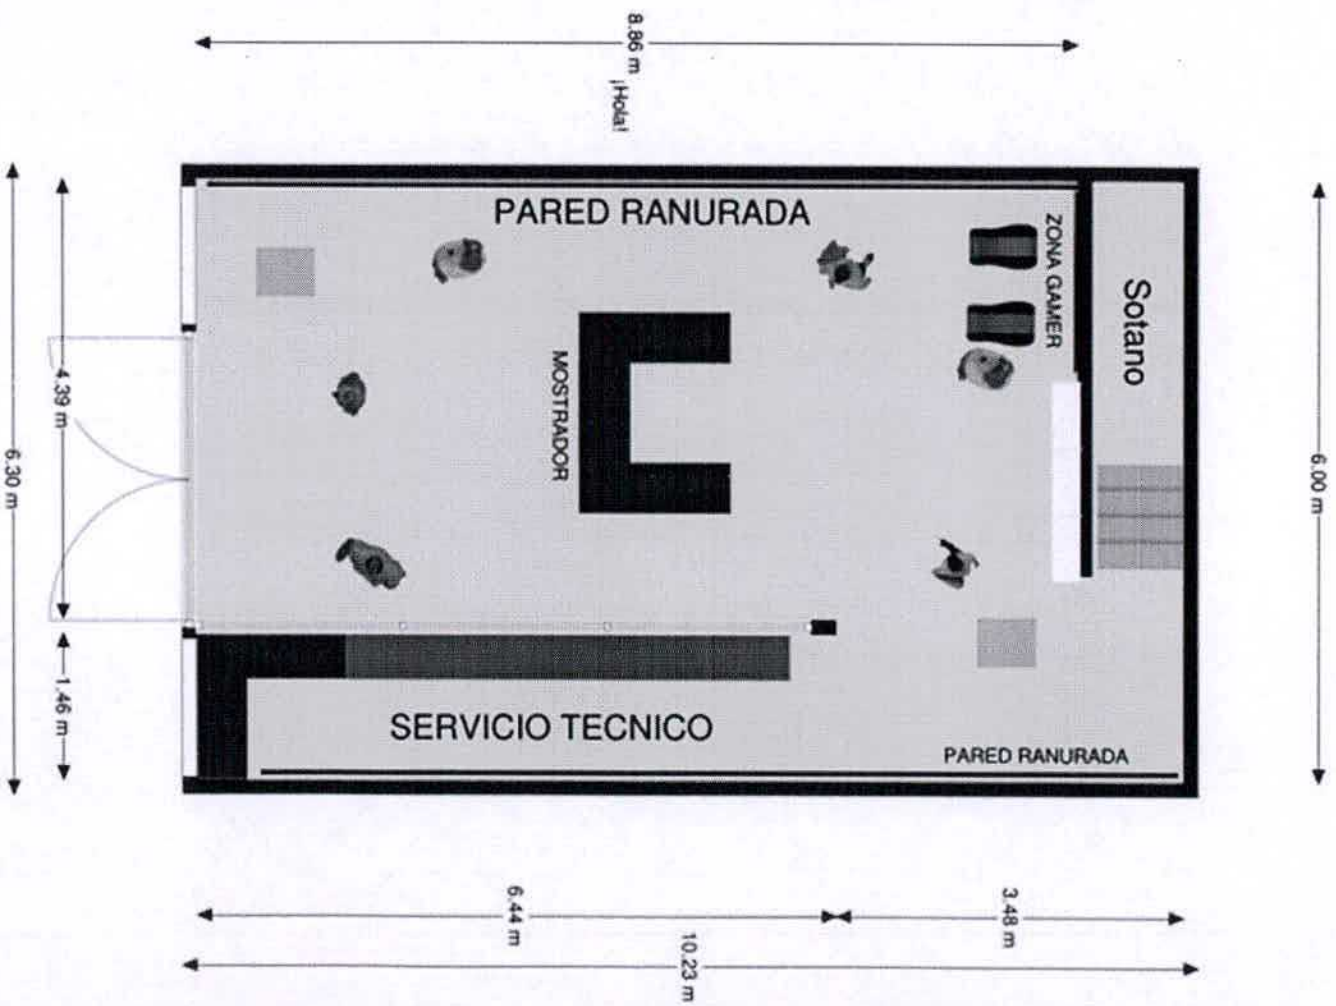 8.86 m
¡Hola!
PARED RANURADA
ZONA GAMER
Sotano
MOSTRADOR
4.39 m
6.30 m
6.00 m
1.46 m
SERVICIO TECNICO
PARED RANURADA
6.44 m
3.48 m
10.23 m